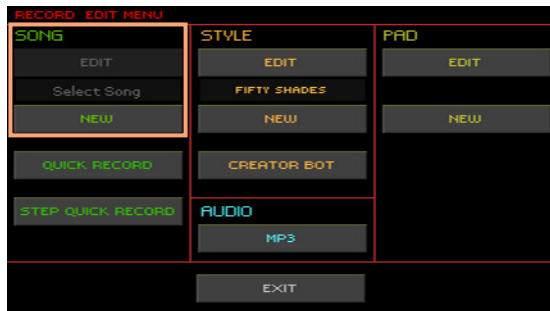 RECORD EDIT MENU
SONG
EDIT
Select Song
NEW
QUICK RECORD
STEP QUICK RECORD
STYLE
EDIT
FIFTY SHADES
NEW
CREATOR BOT
AUDIO
MP3
PAD
EDIT
NEW
EXIT